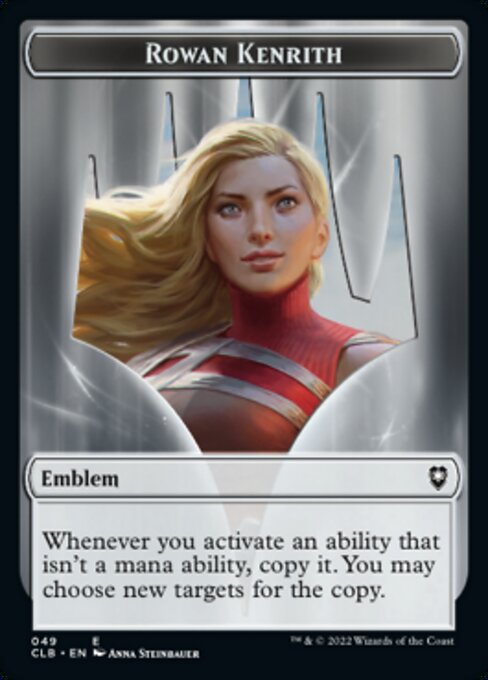 Rowan Kenrith
Emblem
Whenever you activate an ability that
isn't a mana ability, copy it. You may
choose new targets for the copy.
049 E
CLB • EN Anna Steinbauer
™ & © 2022 Wizards of the Coast